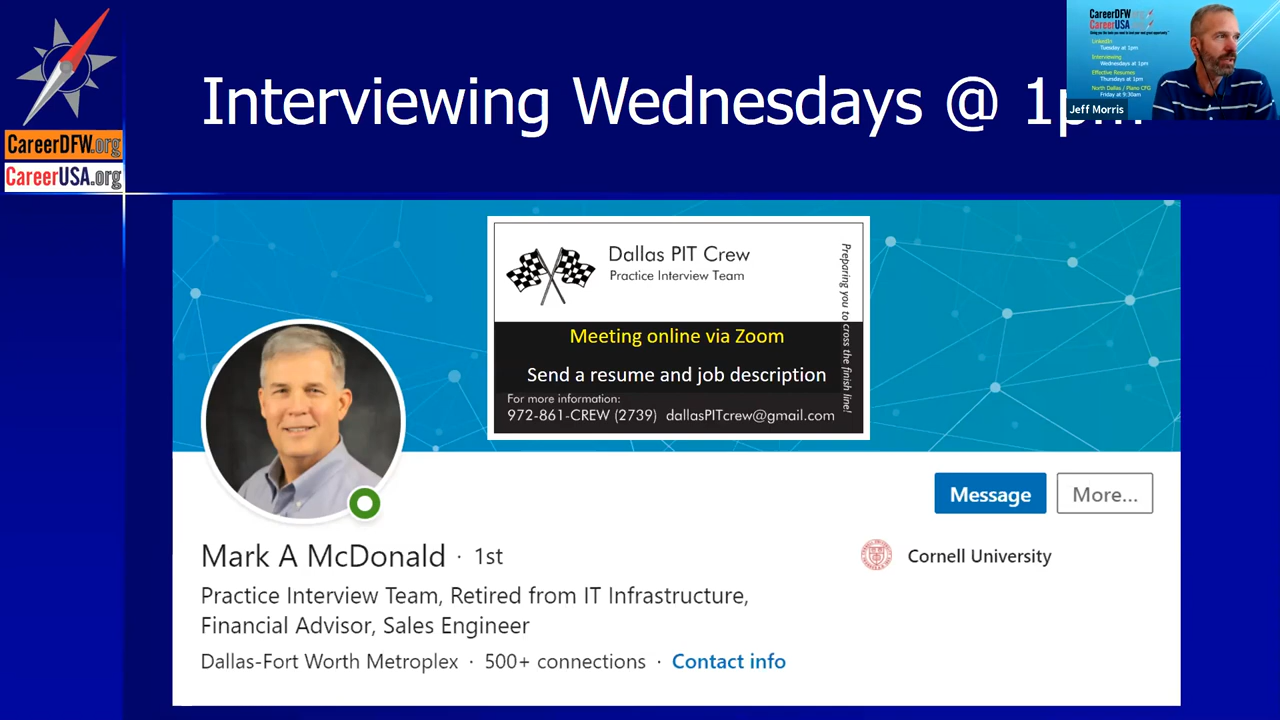 Interviewing Wednesdays @ 1pm
CareerDFW.org
CareerUSA.org
CareerDFW.org
CareerUSA.org
LinkedIn
Tuesday at 1pm
Interviewing
Wednesdays at 1pm
Effective Resumes
Thursdays at 1pm
North Dallas / Plano CFG
Friday at 9:30am
Jeff Morris
Dallas PIT Crew
Practice Interview Team
Preparing you to cross the finish line!
Meeting online via Zoom
Send a resume and job description
For more information:
972-861-CREW (2739) dallasPITcrew@gmail.com
Message
More...
Mark A McDonald · 1st
Cornell University
Practice Interview Team, Retired from IT Infrastructure,
Financial Advisor, Sales Engineer
Dallas-Fort Worth Metroplex · 500+ connections · Contact info